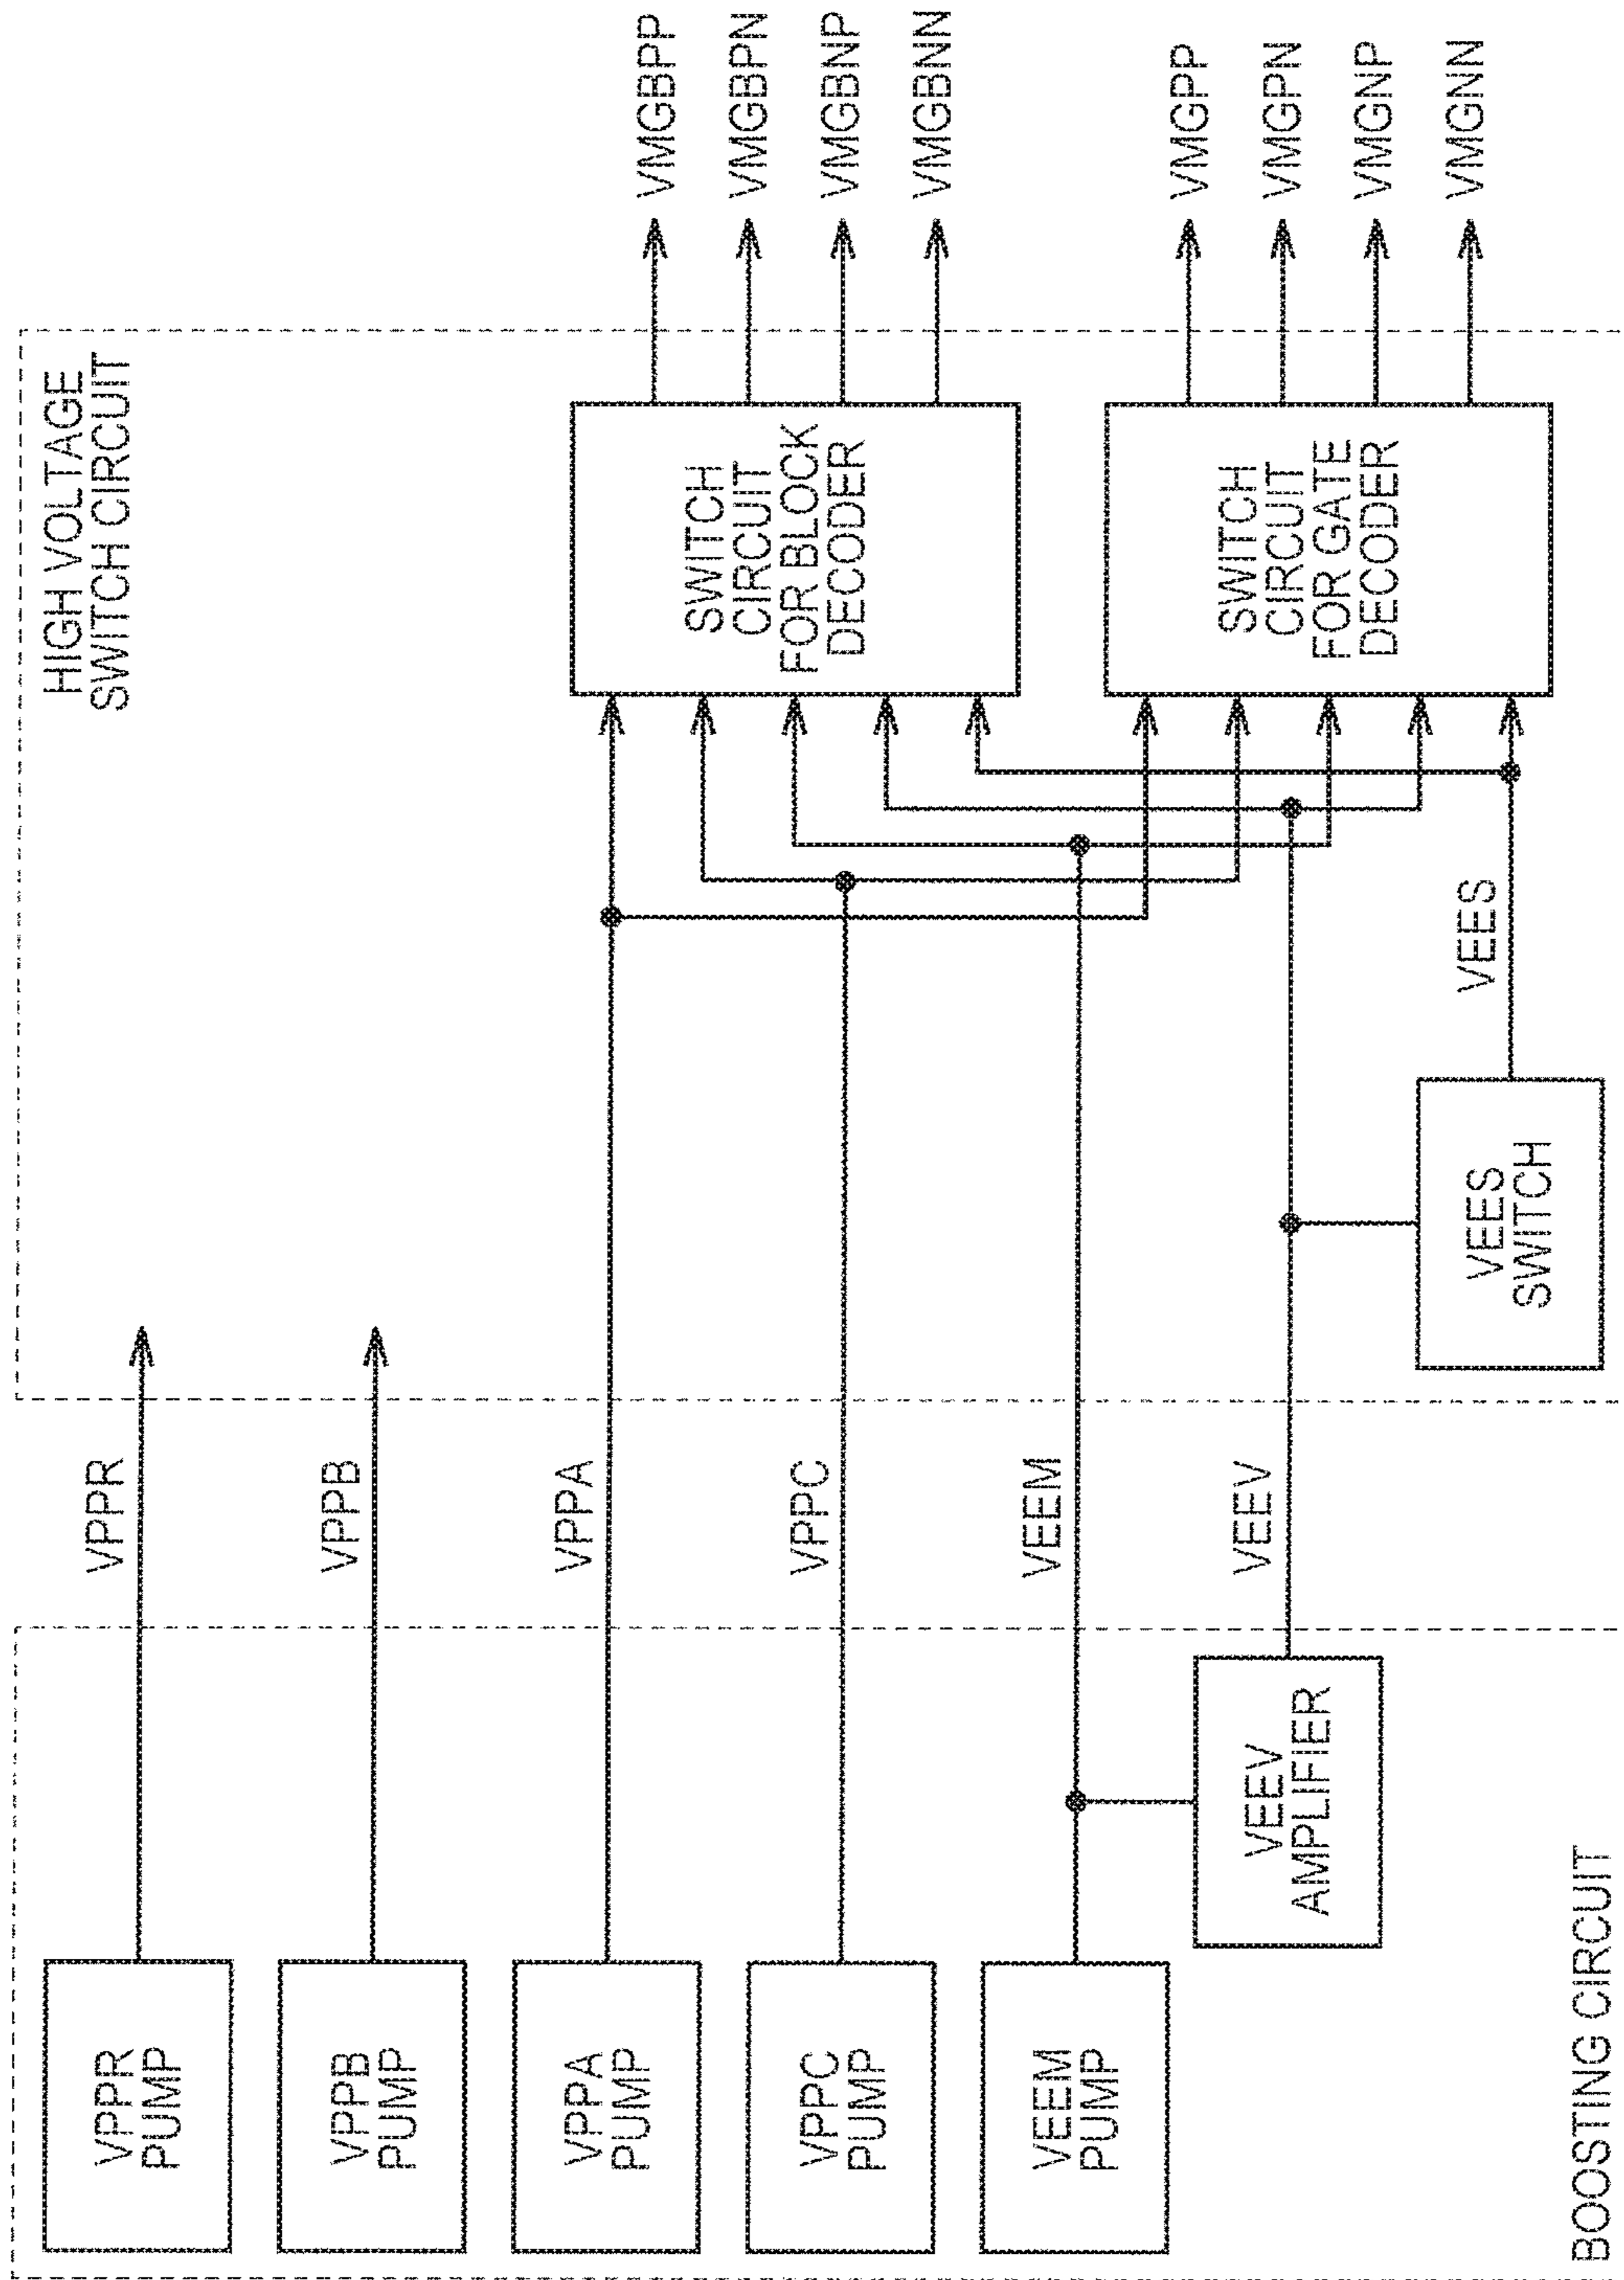 HIGH VOLTAGE
SWITCH CIRCUIT
VPPR
PUMP
VPPR
VPPB
PUMP
VPPB
VPPA
PUMP
VPPA
VPPC
PUMP
VPPC
VEEM
PUMP
VEEM
VEEV
AMPLIFIER
VEEV
VEES
SWITCH
VEES
SWITCH
CIRCUIT
FOR BLOCK
DECODER
VMGBPP
VMGBPN
VMGBNP
VMGBNN
SWITCH
CIRCUIT
FOR GATE
DECODER
VMGPP
VMGPN
VMGNP
VMGNN
BOOSTING CIRCUIT